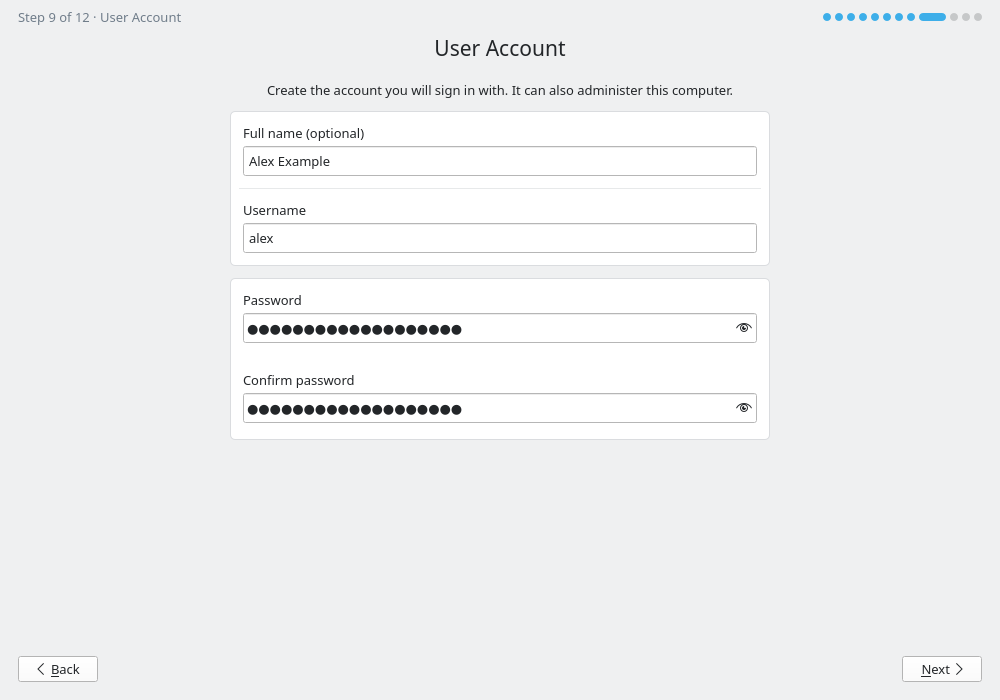 Step 9 of 12 · User Account
User Account
Create the account you will sign in with. It can also administer this computer.
Full name (optional)
Alex Example
Username
alex
Password
●●●●●●●●●●●●●●●●●●●
Confirm password
●●●●●●●●●●●●●●●●●●●
Back
Next